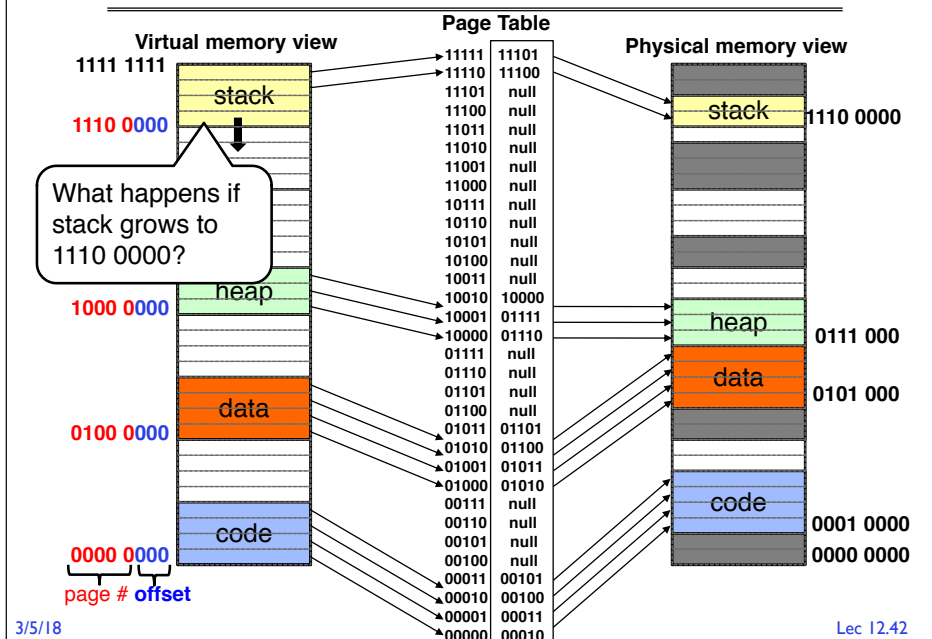 Page Table
Virtual memory view
Physical memory view
1111 1111
stack
1110 0000
What happens if
stack grows to
1110 0000?
heap
1000 0000
data
0100 0000
code
0000 0000
page # offset
11111 11101
11110 11100
11101 null
11100 null
11011 null
11010 null
11001 null
11000 null
10111 null
10110 null
10101 null
10100 null
10011 null
10010 10000
10001 01111
10000 01110
01111 null
01110 null
01101 null
01100 null
01011 01101
01010 01100
01001 01011
01000 01010
00111 null
00110 null
00101 null
00100 null
00011 00101
00010 00100
00001 00011
00000 00010
stack
1110 0000
heap
0111 000
data
0101 000
code
0001 0000
0000 0000
3/5/18
Lec 12.42